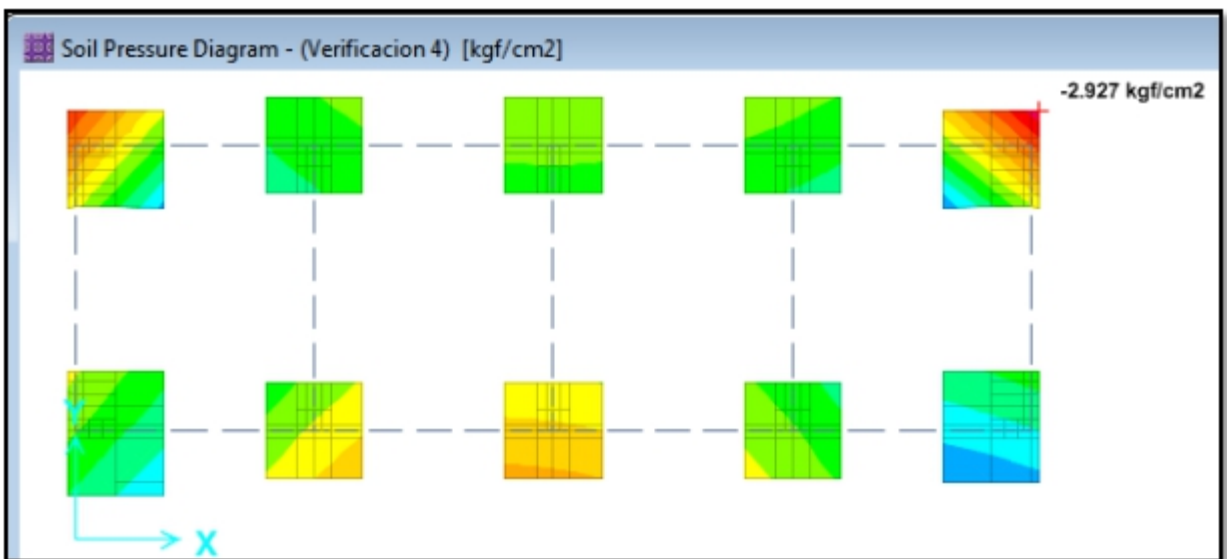 Soil Pressure Diagram - (Verificacion 4) [kgf/cm2]
-2.927 kgf/cm2
Y
X